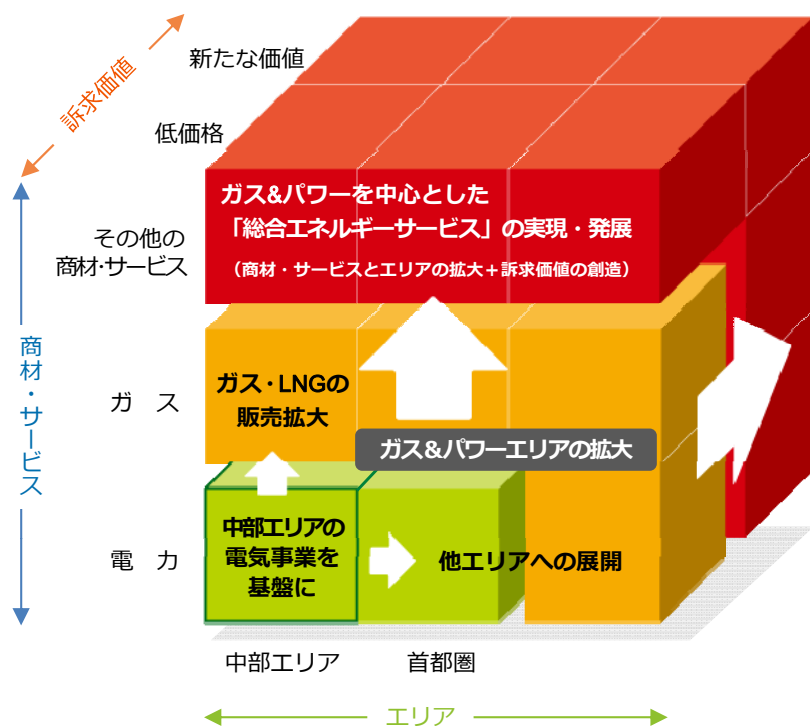 新たな価値
訴求価値
低価格
ガス&パワーを中心とした
「総合エネルギーサービス」の実現・発展
(商材・サービスとエリアの拡大＋訴求価値の創造)
その他の
商材・サービス
商材・サービス
ガス・LNGの
販売拡大
ガス
ガス&パワーエリアの拡大
中部エリアの
電気事業を
基盤に
他エリアへの展開
電力
中部エリア
首都圏
エリア